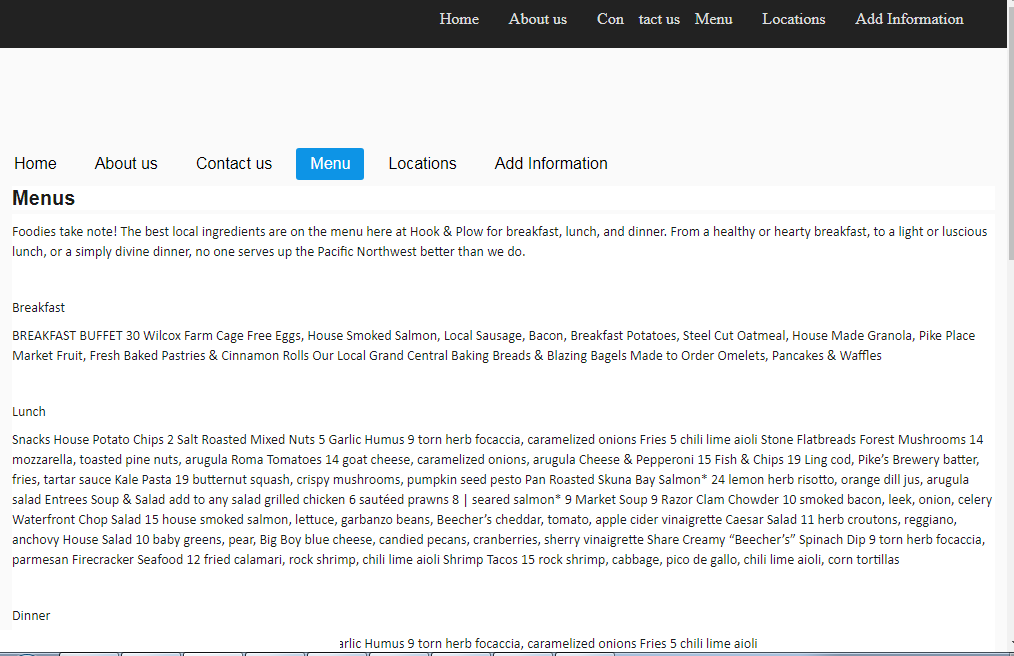 Home About us Con tact us Menu Locations Add Information
Home About us Contact us Menu Locations Add Information
Menus
Foodies take note! The best local ingredients are on the menu here at Hook & Plow for breakfast, lunch, and dinner. From a healthy or hearty breakfast, to a light or luscious
lunch, or a simply divine dinner, no one serves up the Pacific Northwest better than we do.
Breakfast
BREAKFAST BUFFET 30 Wilcox Farm Cage Free Eggs, House Smoked Salmon, Local Sausage, Bacon, Breakfast Potatoes, Steel Cut Oatmeal, House Made Granola, Pike Place
Market Fruit, Fresh Baked Pastries & Cinnamon Rolls Our Local Grand Central Baking Breads & Blazing Bagels Made to Order Omelets, Pancakes & Waffles
Lunch
Snacks House Potato Chips 2 Salt Roasted Mixed Nuts 5 Garlic Humus 9 torn herb focaccia, caramelized onions Fries 5 chili lime aioli Stone Flatbreads Forest Mushrooms 14
mozzarella, toasted pine nuts, arugula Roma Tomatoes 14 goat cheese, caramelized onions, arugula Cheese & Pepperoni 15 Fish & Chips 19 Ling cod, Pike’s Brewery batter,
fries, tartar sauce Kale Pasta 19 butternut squash, crispy mushrooms, pumpkin seed pesto Pan Roasted Skuna Bay Salmon* 24 lemon herb risotto, orange dill jus, arugula
salad Entrees Soup & Salad add to any salad grilled chicken 6 sautéed prawns 8 | seared salmon* 9 Market Soup 9 Razor Clam Chowder 10 smoked bacon, leek, onion, celery
Waterfront Chop Salad 15 house smoked salmon, lettuce, garbanzo beans, Beecher’s cheddar, tomato, apple cider vinaigrette Caesar Salad 11 herb croutons, reggiano,
anchovy House Salad 10 baby greens, pear, Big Boy blue cheese, candied pecans, cranberries, sherry vinaigrette Share Creamy “Beecher’s” Spinach Dip 9 torn herb focaccia,
parmesan Firecracker Seafood 12 fried calamari, rock shrimp, chili lime aioli Shrimp Tacos 15 rock shrimp, cabbage, pico de gallo, chili lime aioli, corn tortillas
Dinner
arlic Humus 9 torn herb focaccia, caramelized onions Fries 5 chili lime aioli